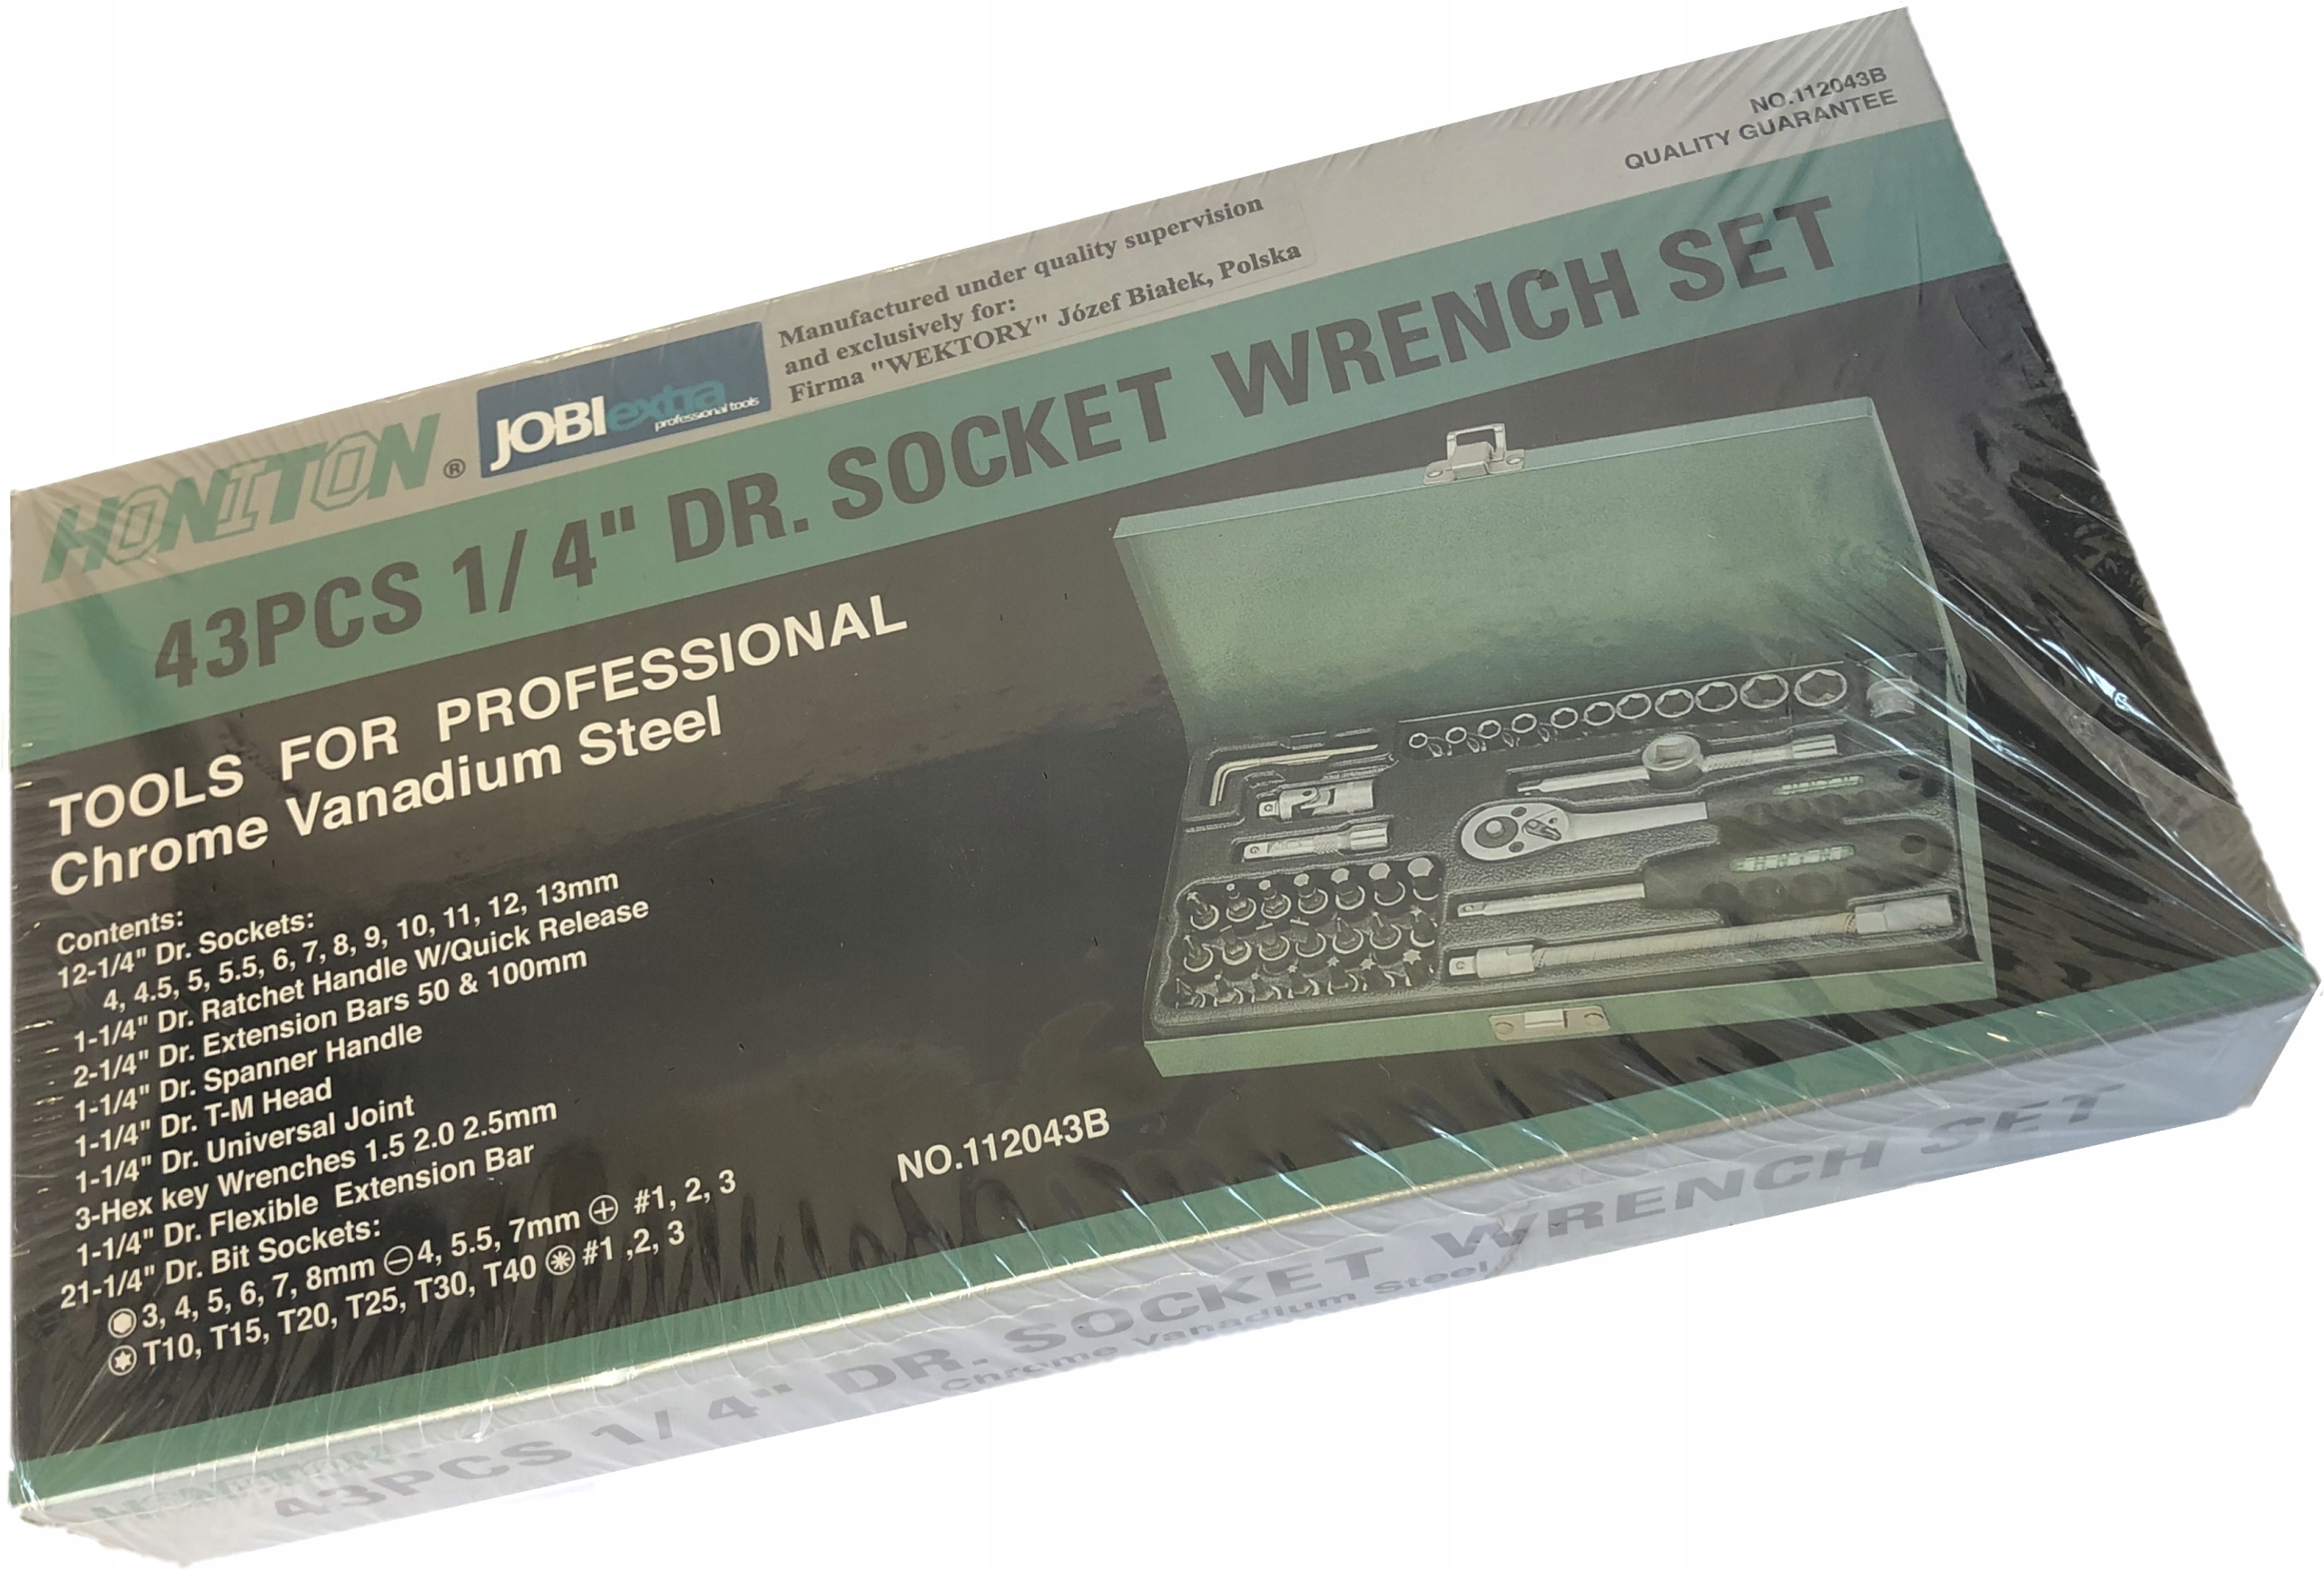 NO.112043B
QUALITY GUARANTEE
HONITON®
JOBIextra
professional tools
Manufactured under quality supervision
and exclusively for:
Firma "WEKTORY" Józef Białek, Polska
43PCS 1/4" DR. SOCKET WRENCH SET
TOOLS FOR PROFESSIONAL
Chrome Vanadium Steel
Contents:
12-1/4" Dr. Sockets:
4, 4.5, 5, 5.5, 6, 7, 8, 9, 10, 11, 12, 13mm
1-1/4" Dr. Ratchet Handle W/Quick Release
2-1/4" Dr. Extension Bars 50 & 100mm
1-1/4" Dr. Spanner Handle
1-1/4" Dr. T-M Head
1-1/4" Dr. Universal Joint
3-Hex key Wrenches 1.5 2.0 2.5mm
1-1/4" Dr. Flexible Extension Bar
21-1/4" Dr. Bit Sockets:
3, 4, 5, 6, 7, 8mm 4, 5.5, 7mm #1, 2, 3
T10, T15, T20, T25, T30, T40 #1 ,2, 3
NO.112043B
HONITON
43PCS 1/4" DR. SOCKET WRENCH SET
Chrome Vanadium Steel